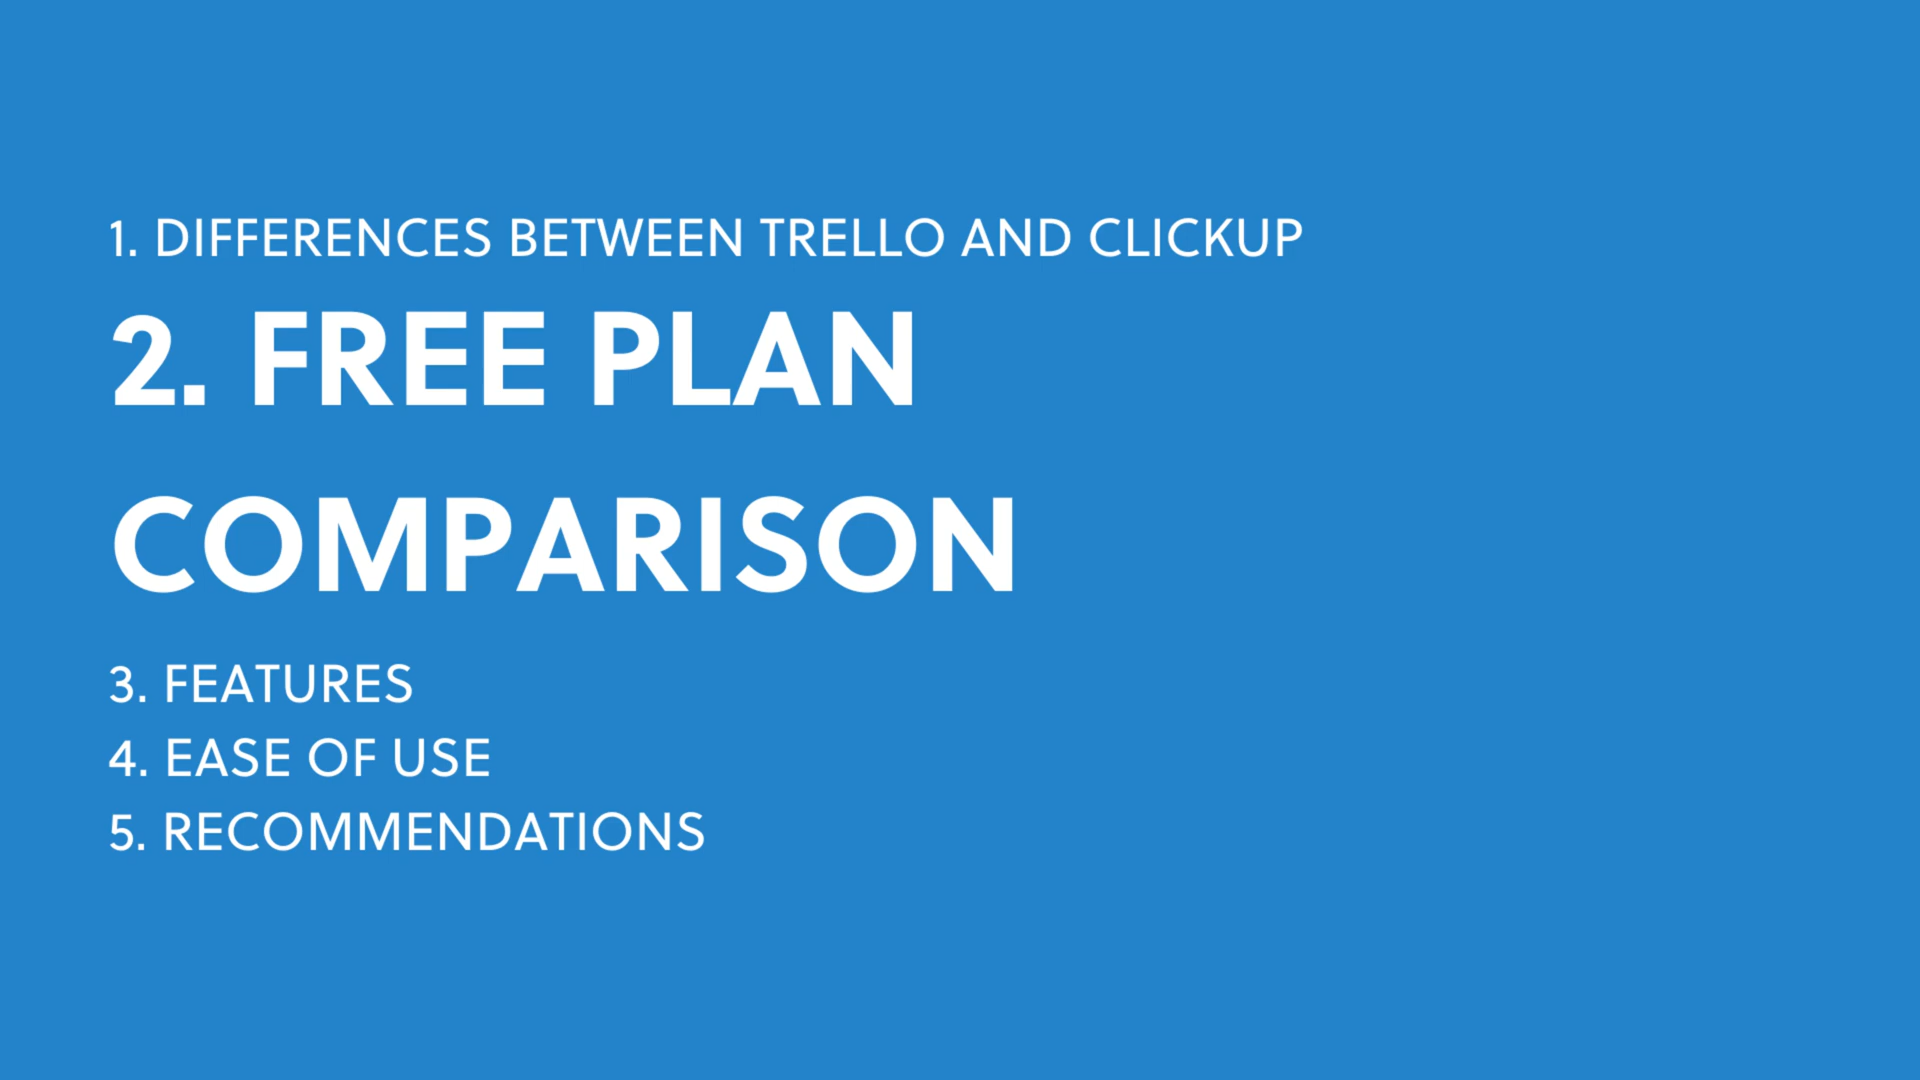 1. DIFFERENCES BETWEEN TRELLO AND CLICKUP
2. FREE PLAN
COMPARISON
3. FEATURES
4. EASE OF USE
5. RECOMMENDATIONS